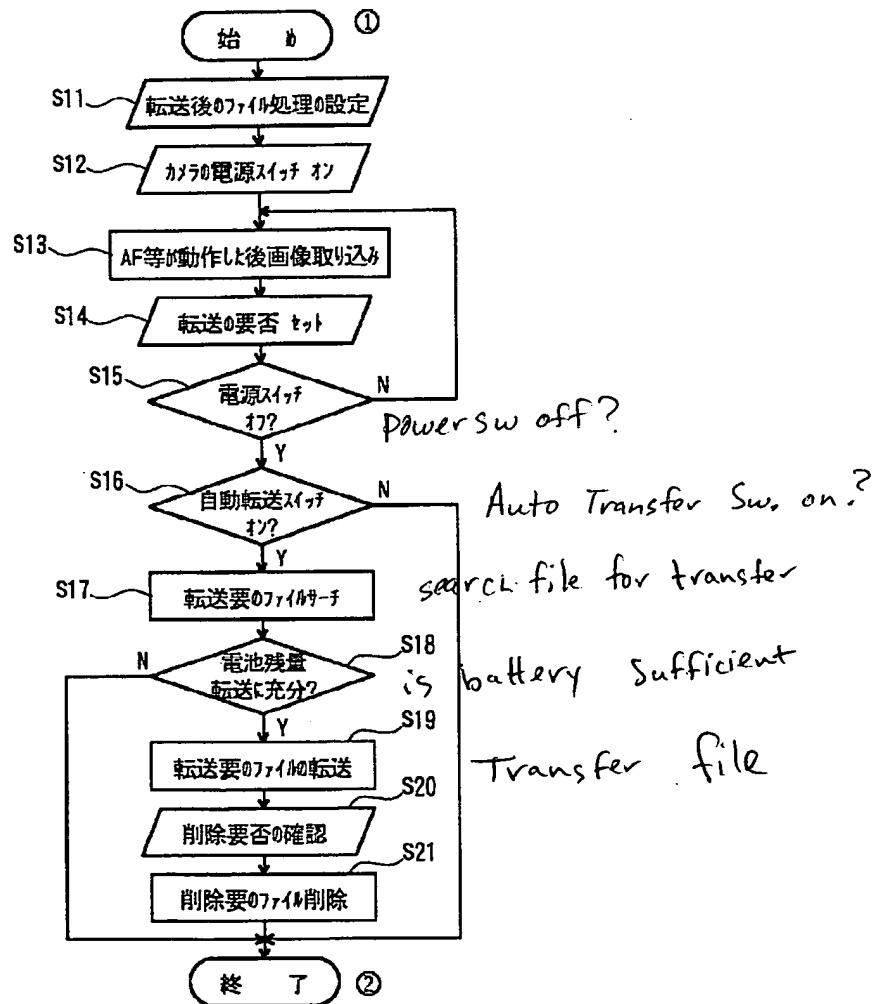 始 め ①
S11 転送後のファイル処理の設定
S12 カメラの電源スイッチ オン
S13 AF等が動作した後画像取り込み
S14 転送の要否 セット
S15 電源スイッチ
オフ?
N
power sw off?
Y
S16 自動転送スイッチ
オン?
N
Auto Transfer Sw. on?
Y
S17 転送要のファイルサーチ
search file for transfer
N
電池残量
転送に充分?
S18
is battery sufficient
Y
S19
転送要のファイルの転送
Transfer file
S20
削除要否の確認
S21
削除要のファイル削除
終 了 ②